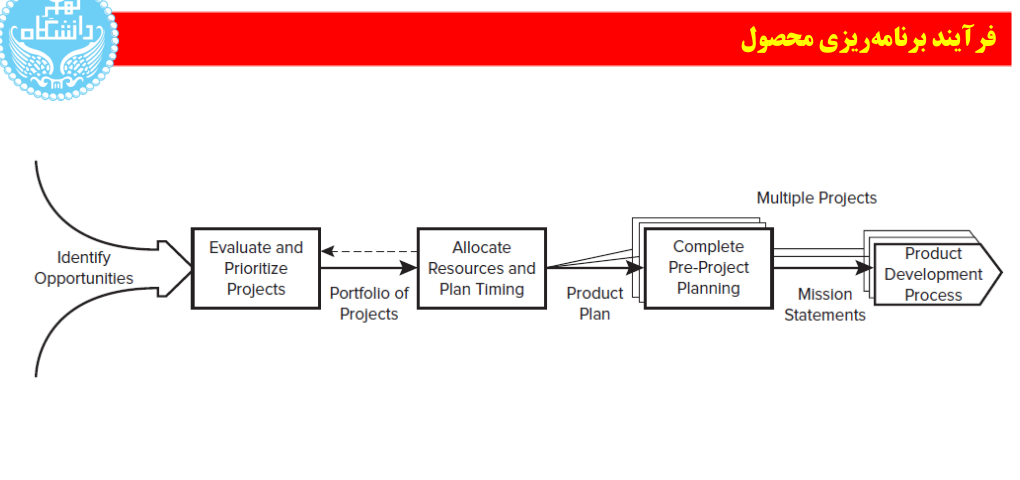 فرآیند برنامه‌ریزی محصول
دانشگاه
Multiple Projects
Identify
Opportunities
Evaluate and
Prioritize
Projects
Portfolio of
Projects
Allocate
Resources and
Plan Timing
Product
Plan
Complete
Pre-Project
Planning
Mission
Statements
Product
Development
Process